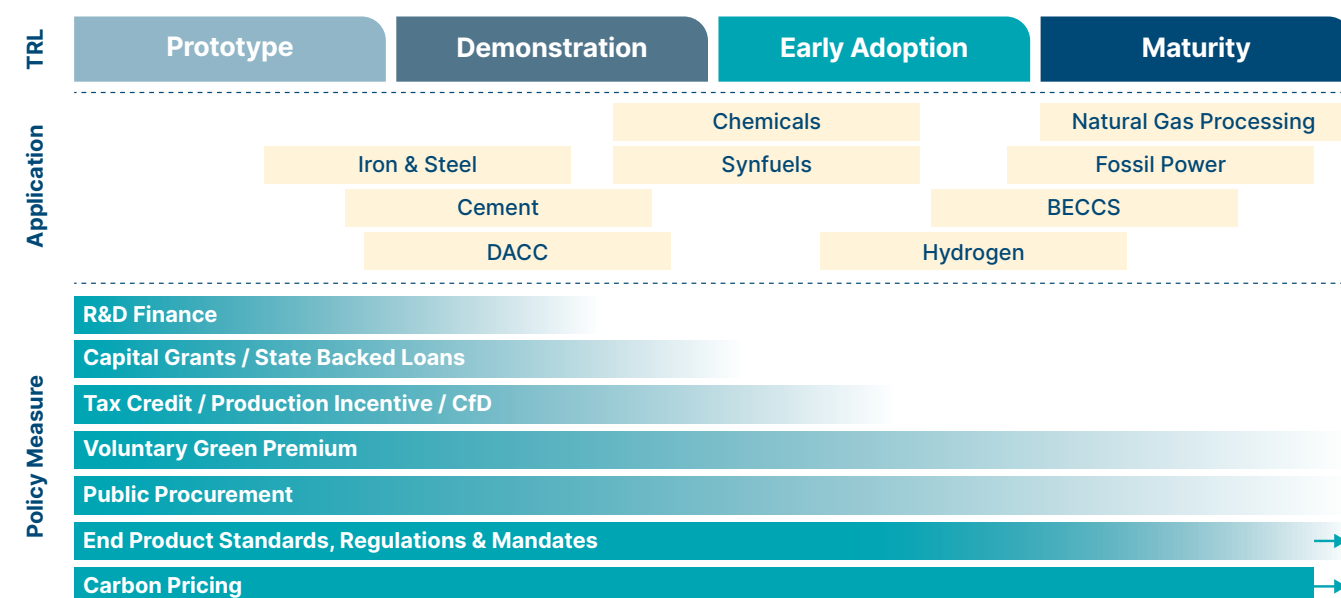 TRL
Prototype
Demonstration
Early Adoption
Maturity
Application
Chemicals
Natural Gas Processing
Iron & Steel
Synfuels
Fossil Power
Cement
BECCS
DACC
Hydrogen
Policy Measure
R&D Finance
Capital Grants / State Backed Loans
Tax Credit / Production Incentive / CfD
Voluntary Green Premium
Public Procurement
End Product Standards, Regulations & Mandates
Carbon Pricing